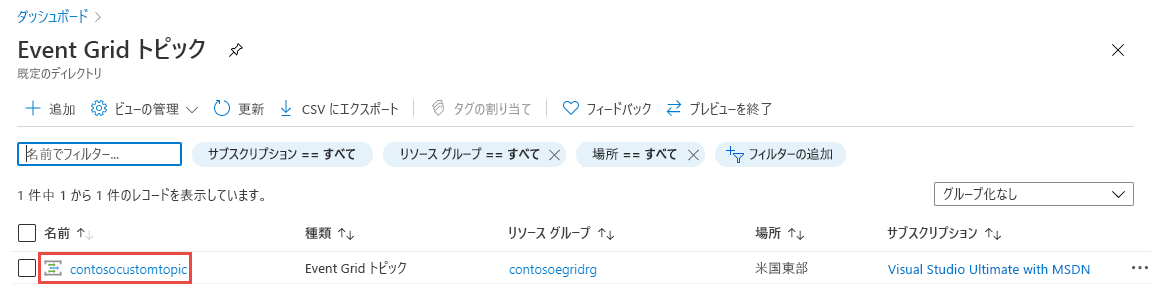 ダッシュボード
Event Grid トピック
既定のディレクトリ
追加 ビューの管理 更新 CSV にエクスポート タグの割り当て フィードバック プレビューを終了
名前でフィルター... サブスクリプション == すべて リソース グループ == すべて 場所 == すべて フィルターの追加
1 件中 1 から 1 件のレコードを表示しています。 グループ化なし
名前 種類 リソース グループ 場所 サブスクリプション
contosocustomtopic Event Grid トピック contosoegridrg 米国東部 Visual Studio Ultimate with MSDN